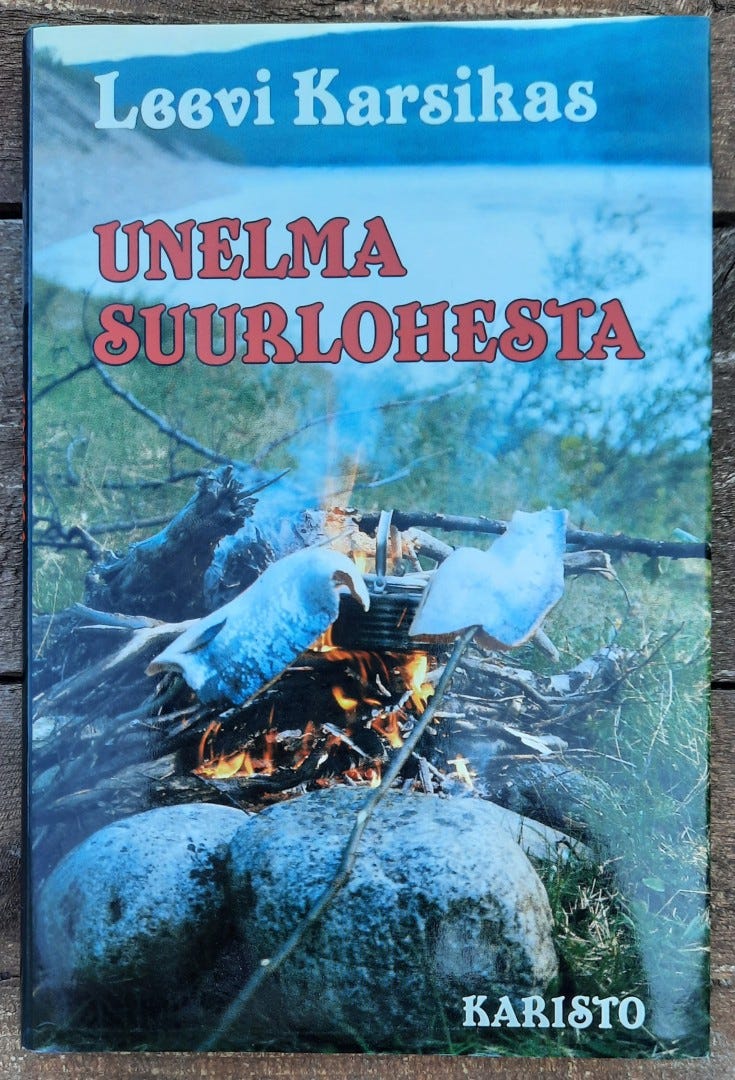 Leevi Karsikas
UNELMA
SUURLOHESTA
KARISTO